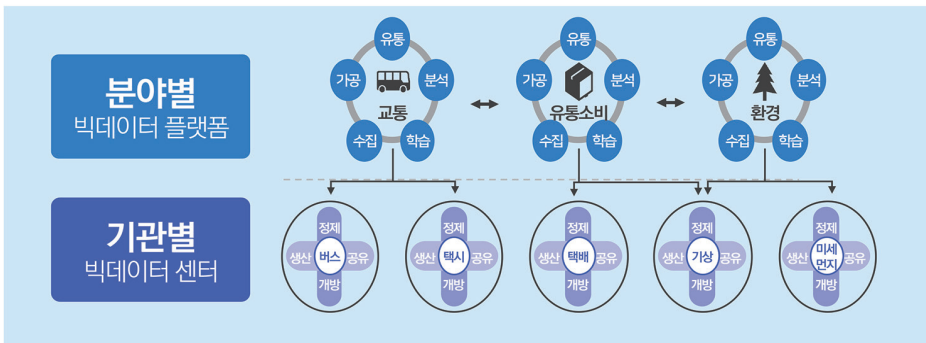 분야별
빅데이터 플랫폼
유통
가공
분석
교통
수집
학습
유통
가공
분석
유통소비
수집
학습
유통
가공
분석
환경
수집
학습
기관별
빅데이터 센터
정제
생산 버스 공유
개방
정제
생산 택시 공유
개방
정제
생산 택배 공유
개방
정제
생산 기상 공유
개방
정제
생산 미세먼지 공유
개방